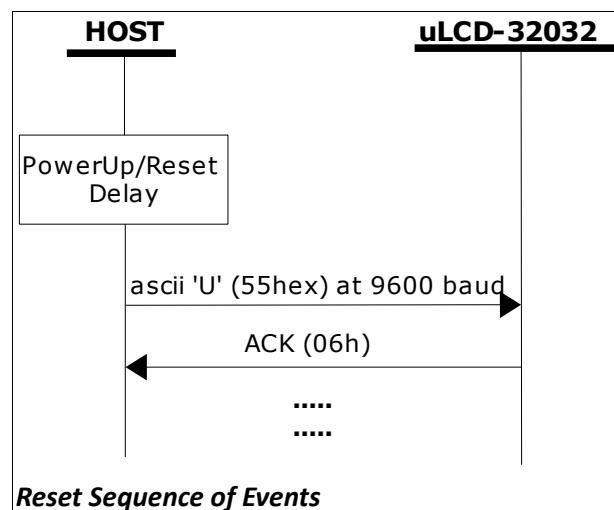 HOST
uLCD-32032
PowerUp/Reset
Delay
ascii 'U' (55hex) at 9600 baud
ACK (06h)
.....
.....
Reset Sequence of Events